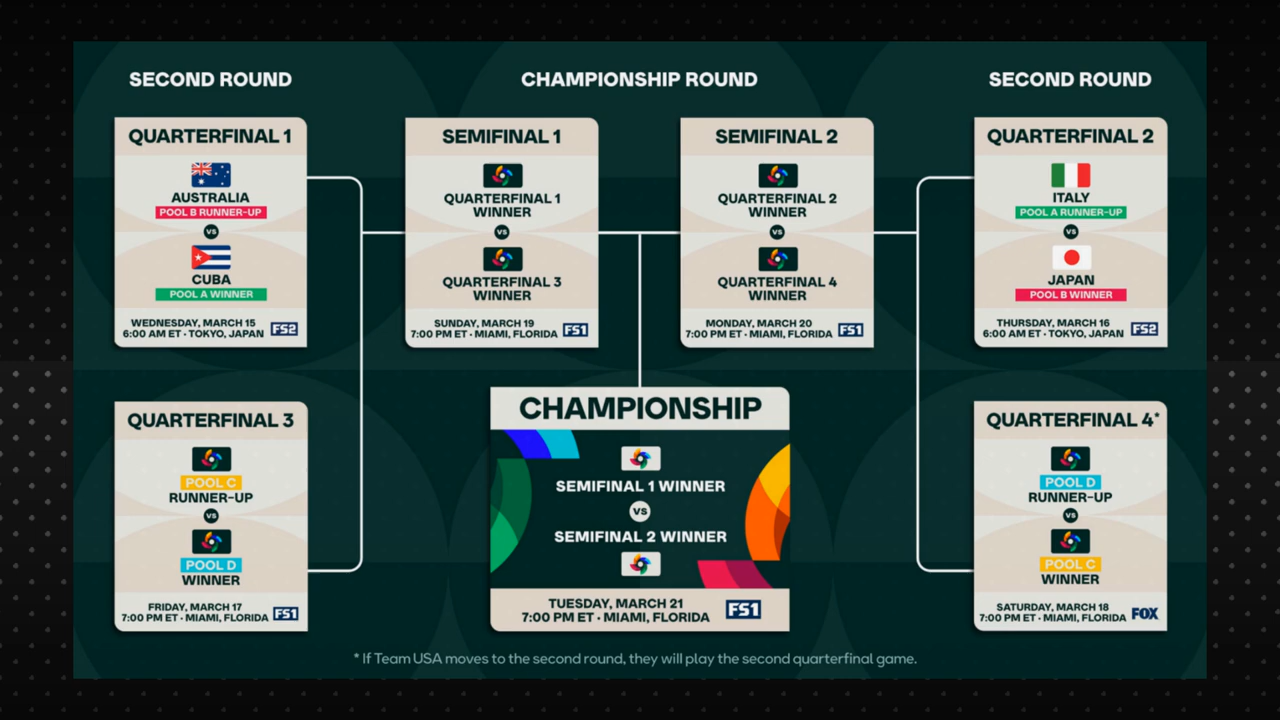 SECOND ROUND
CHAMPIONSHIP ROUND
SECOND ROUND
QUARTERFINAL 1
AUSTRALIA
POOL B RUNNER-UP
VS
CUBA
POOL A WINNER
WEDNESDAY, MARCH 15
6:00 AM ET • TOKYO, JAPAN
FS2
SEMIFINAL 1
QUARTERFINAL 1
WINNER
VS
QUARTERFINAL 3
WINNER
SUNDAY, MARCH 19
7:00 PM ET • MIAMI, FLORIDA
FS1
SEMIFINAL 2
QUARTERFINAL 2
WINNER
VS
QUARTERFINAL 4
WINNER
MONDAY, MARCH 20
7:00 PM ET • MIAMI, FLORIDA
FS1
QUARTERFINAL 2
ITALY
POOL A RUNNER-UP
VS
JAPAN
POOL B WINNER
THURSDAY, MARCH 16
6:00 AM ET • TOKYO, JAPAN
FS2
QUARTERFINAL 3
POOL C
RUNNER-UP
VS
POOL D
WINNER
FRIDAY, MARCH 17
7:00 PM ET • MIAMI, FLORIDA
FS1
CHAMPIONSHIP
SEMIFINAL 1 WINNER
VS
SEMIFINAL 2 WINNER
TUESDAY, MARCH 21
7:00 PM ET • MIAMI, FLORIDA
FS1
QUARTERFINAL 4*
POOL D
RUNNER-UP
VS
POOL C
WINNER
SATURDAY, MARCH 18
7:00 PM ET • MIAMI, FLORIDA
FOX
* If Team USA moves to the second round, they will play the second quarterfinal game.